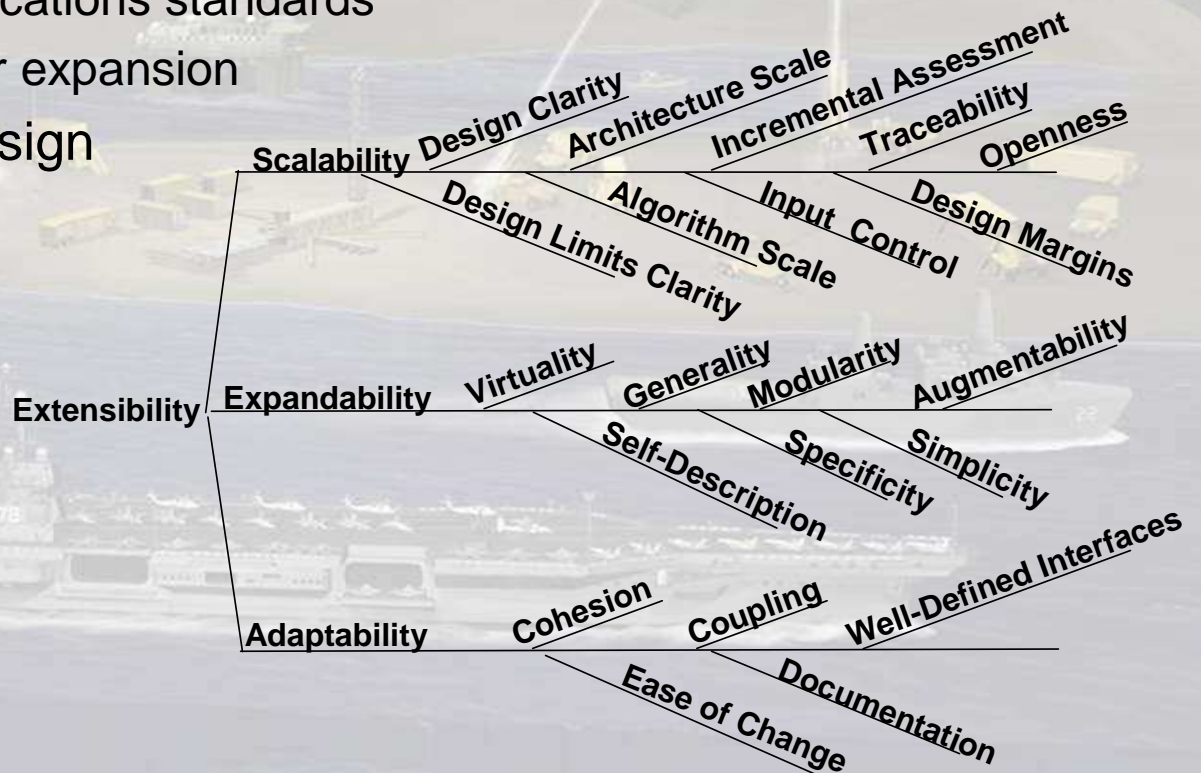 cations standards
r expansion
sign
Scalability
Design Clarity
Architecture Scale
Incremental Assessment
Traceability
Openness
Design Limits Clarity
Algorithm Scale
Input Control
Design Margins
Extensibility
Expandability
Virtuality
Generality
Modularity
Augmentability
Self-Description
Specificity
Simplicity
Adaptability
Cohesion
Coupling
Well-Defined Interfaces
Ease of Change
Documentation